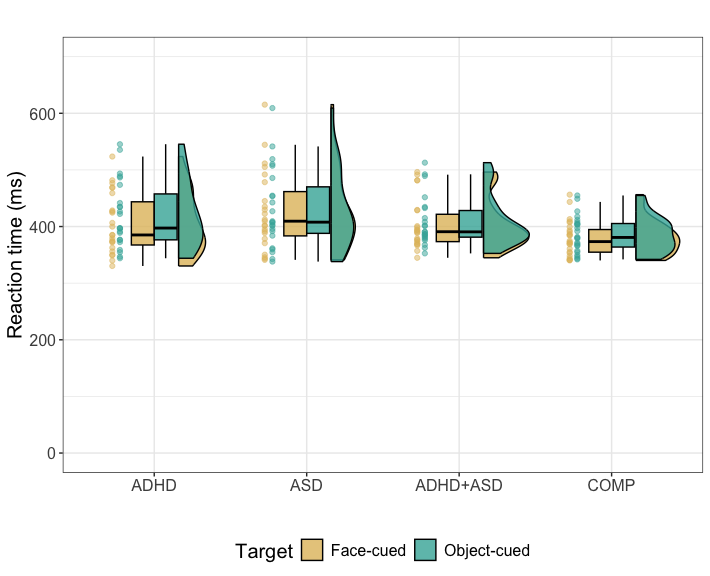 Reaction time (ms)
600
400
200
0
ADHD
ASD
ADHD+ASD
COMP
Target
Face-cued
Object-cued